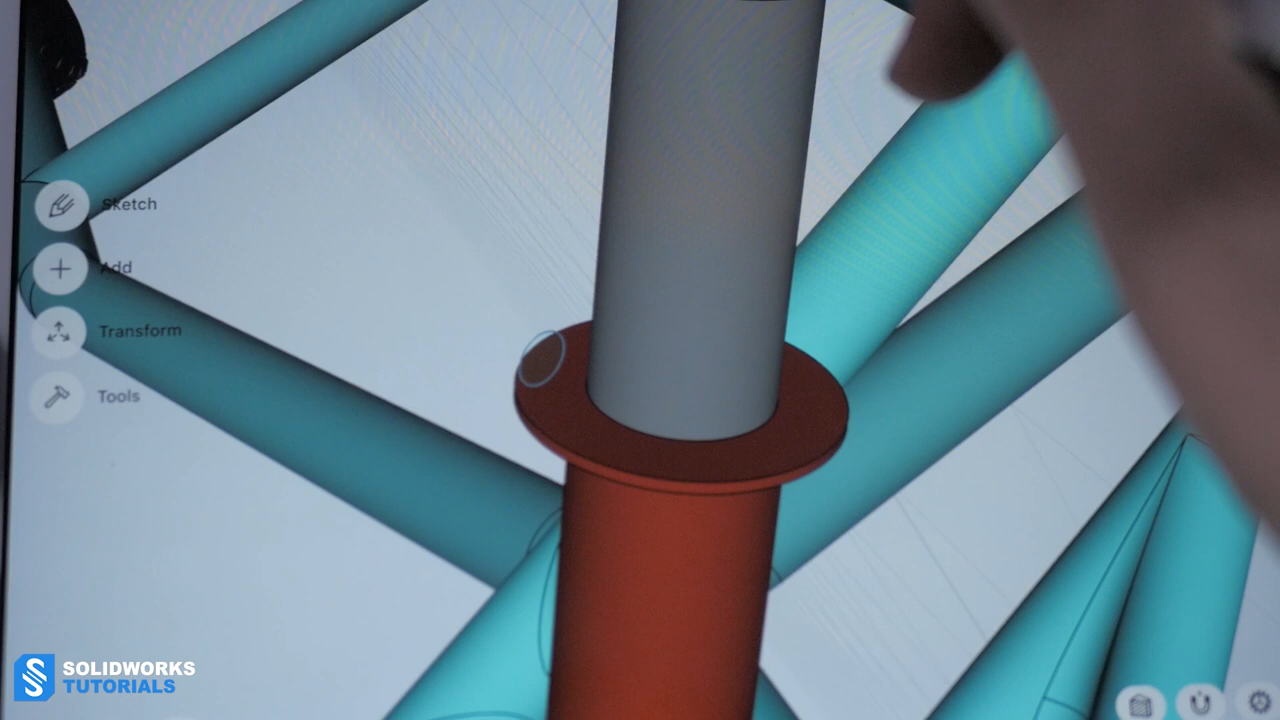 Sketch
Add
Transform
Tools
SOLIDWORKS
TUTORIALS